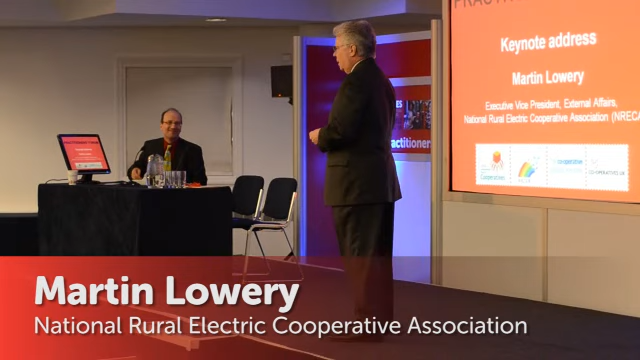 Keynote address
Martin Lowery
Executive Vice President, External Affairs,
National Rural Electric Cooperative Association (NRECA
Practitioner
Martin Lowery
National Rural Electric Cooperative Association